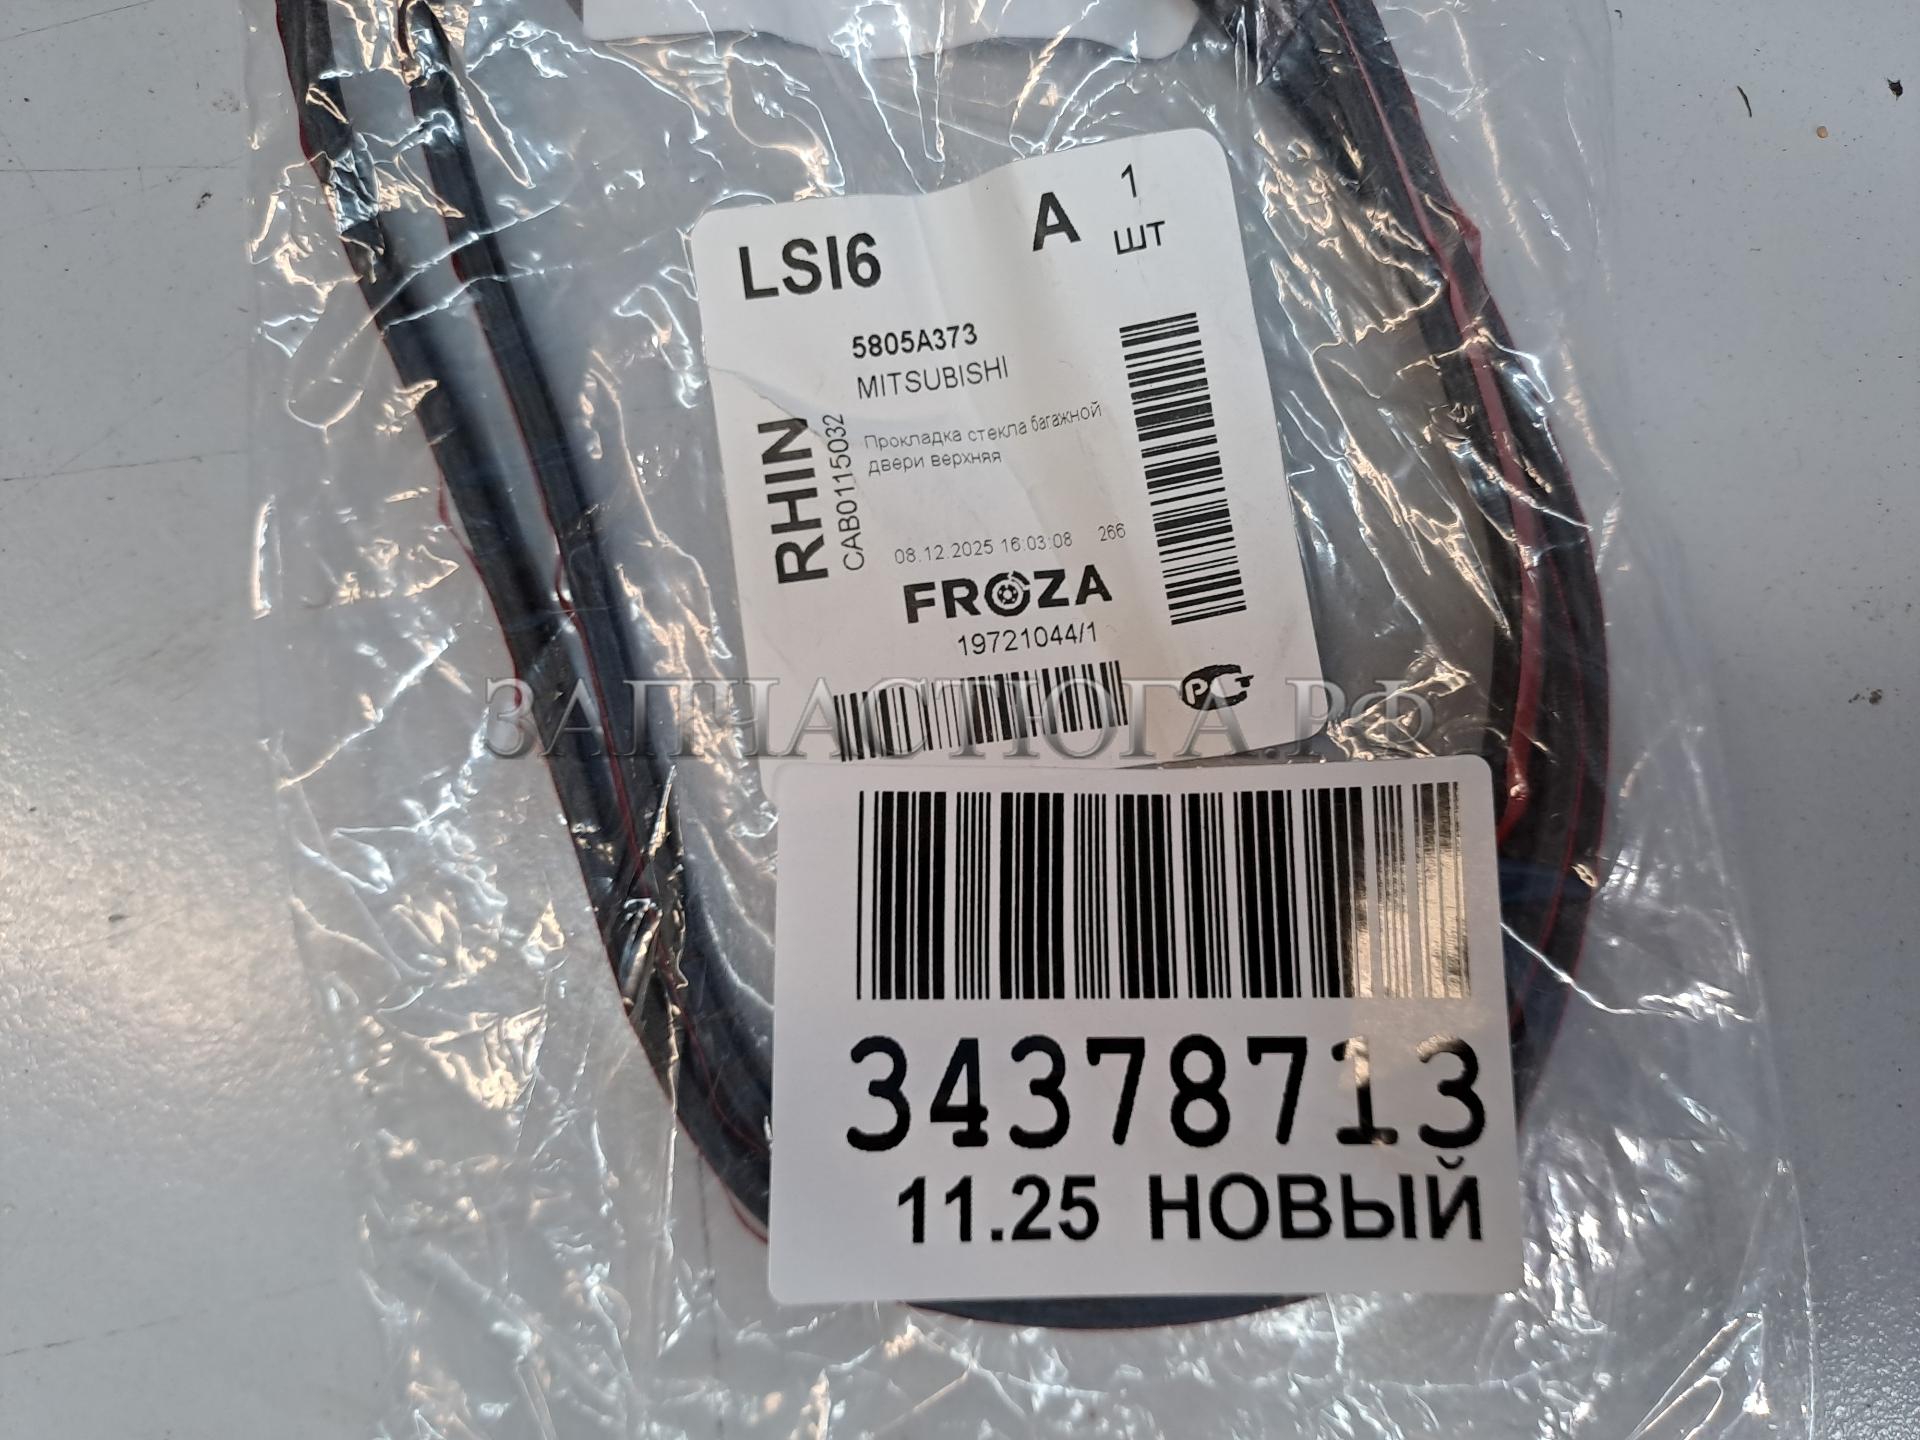 LSI6
A
1
шт
5805A373
MITSUBISHI
RHIN
CAB0115032
Прокладка стекла багажной
двери верхняя
08.12.2025 16:03:08 266
FROZA
19721044/1
РСТ
ЗАПЧАСТЮГА.РФ
34378713
11.25 НОВЫЙ